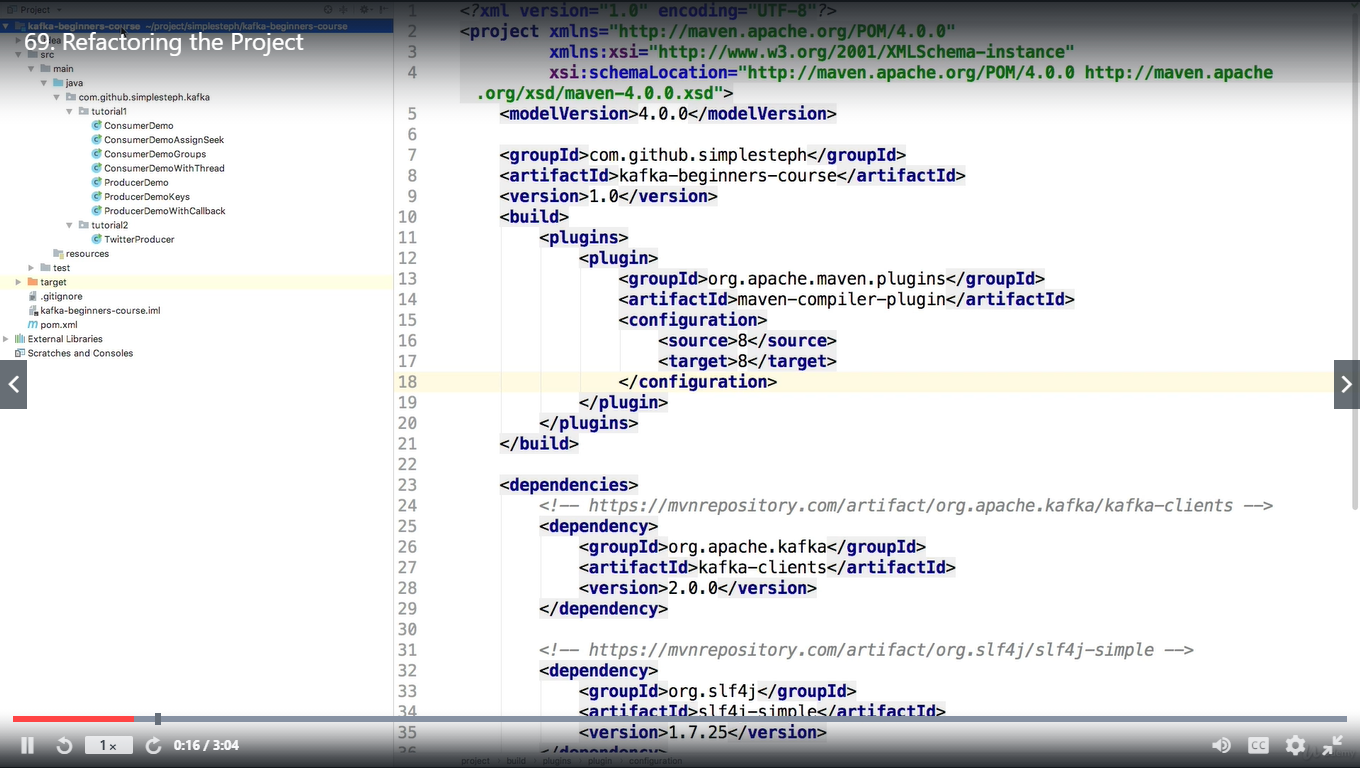 Project
kafka-beginners-course ~/project/simplesteph/kafka-beginners-course
69. Refactoring the Project
src
main
java
com.github.simplesteph.kafka
tutorial1
ConsumerDemo
ConsumerDemoAssignSeek
ConsumerDemoGroups
ConsumerDemoWithThread
ProducerDemo
ProducerDemoKeys
ProducerDemoWithCallback
tutorial2
TwitterProducer
resources
test
target
.gitignore
kafka-beginners-course.iml
pom.xml
External Libraries
Scratches and Consoles
1 <?xml version="1.0" encoding="UTF-8"?>
2 <project xmlns="http://maven.apache.org/POM/4.0.0"
3 xmlns:xsi="http://www.w3.org/2001/XMLSchema-instance"
4 xsi:schemaLocation="http://maven.apache.org/POM/4.0.0 http://maven.apache
.org/xsd/maven-4.0.0.xsd">
5 <modelVersion>4.0.0</modelVersion>
6
7 <groupId>com.github.simplesteph</groupId>
8 <artifactId>kafka-beginners-course</artifactId>
9 <version>1.0</version>
10 <build>
11 <plugins>
12 <plugin>
13 <groupId>org.apache.maven.plugins</groupId>
14 <artifactId>maven-compiler-plugin</artifactId>
15 <configuration>
16 <source>8</source>
17 <target>8</target>
18 </configuration>
19 </plugin>
20 </plugins>
21 </build>
22
23 <dependencies>
24 <!-- https://mvnrepository.com/artifact/org.apache.kafka/kafka-clients -->
25 <dependency>
26 <groupId>org.apache.kafka</groupId>
27 <artifactId>kafka-clients</artifactId>
28 <version>2.0.0</version>
29 </dependency>
30
31 <!-- https://mvnrepository.com/artifact/org.slf4j/slf4j-simple -->
32 <dependency>
33 <groupId>org.slf4j</groupId>
34 <artifactId>slf4j-simple</artifactId>
35 <version>1.7.25</version>
36 </dependency>
project › build › plugins › plugin › configuration
1 x
0:16 / 3:04
CC